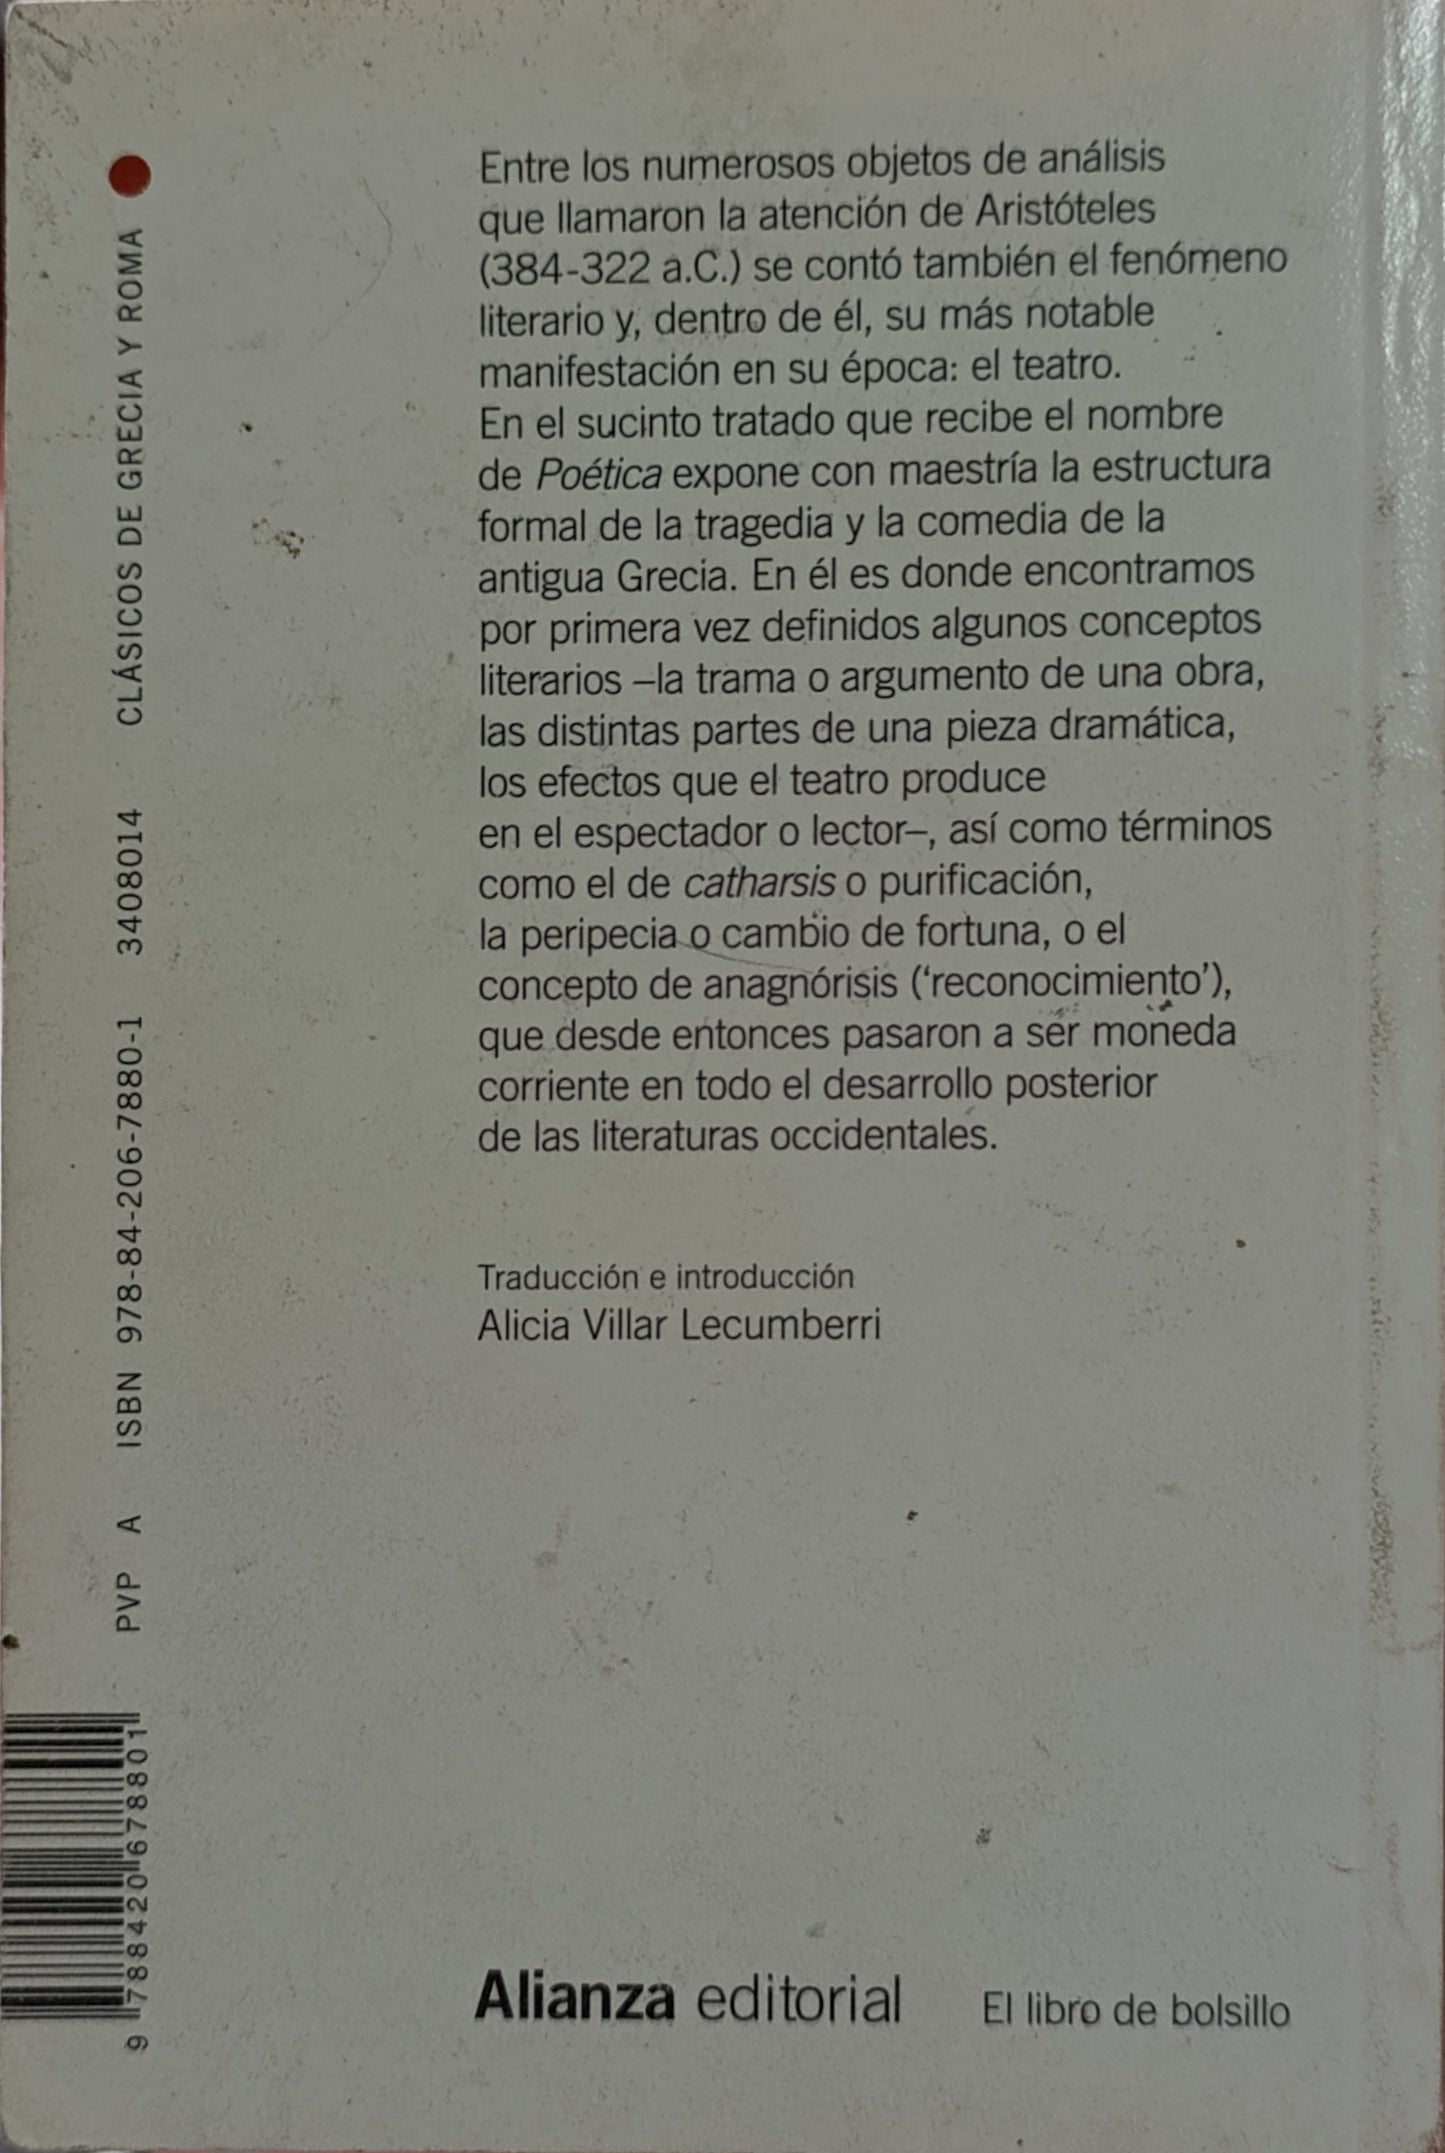 Entre los numerosos objetos de análisis
que llamaron la atención de Aristóteles
(384-322 a.C.) se contó también el fenómeno
literario y, dentro de él, su más notable
manifestación en su época: el teatro.
En el sucinto tratado que recibe el nombre
de Poética expone con maestría la estructura
formal de la tragedia y la comedia de la
antigua Grecia. En él es donde encontramos
por primera vez definidos algunos conceptos
literarios –la trama o argumento de una obra,
las distintas partes de una pieza dramática,
los efectos que el teatro produce
en el espectador o lector–, así como términos
como el de catharsis o purificación,
la peripecia o cambio de fortuna, o el
concepto de anagnórisis (‘reconocimiento’),
que desde entonces pasaron a ser moneda
corriente en todo el desarrollo posterior
de las literaturas occidentales.
Traducción e introducción
Alicia Villar Lecumberri
Alianza editorial
El libro de bolsillo
PVP A ISBN 978-84-206-7880-1 3408014 CLÁSICOS DE GRECIA Y ROMA
9 788420 678801